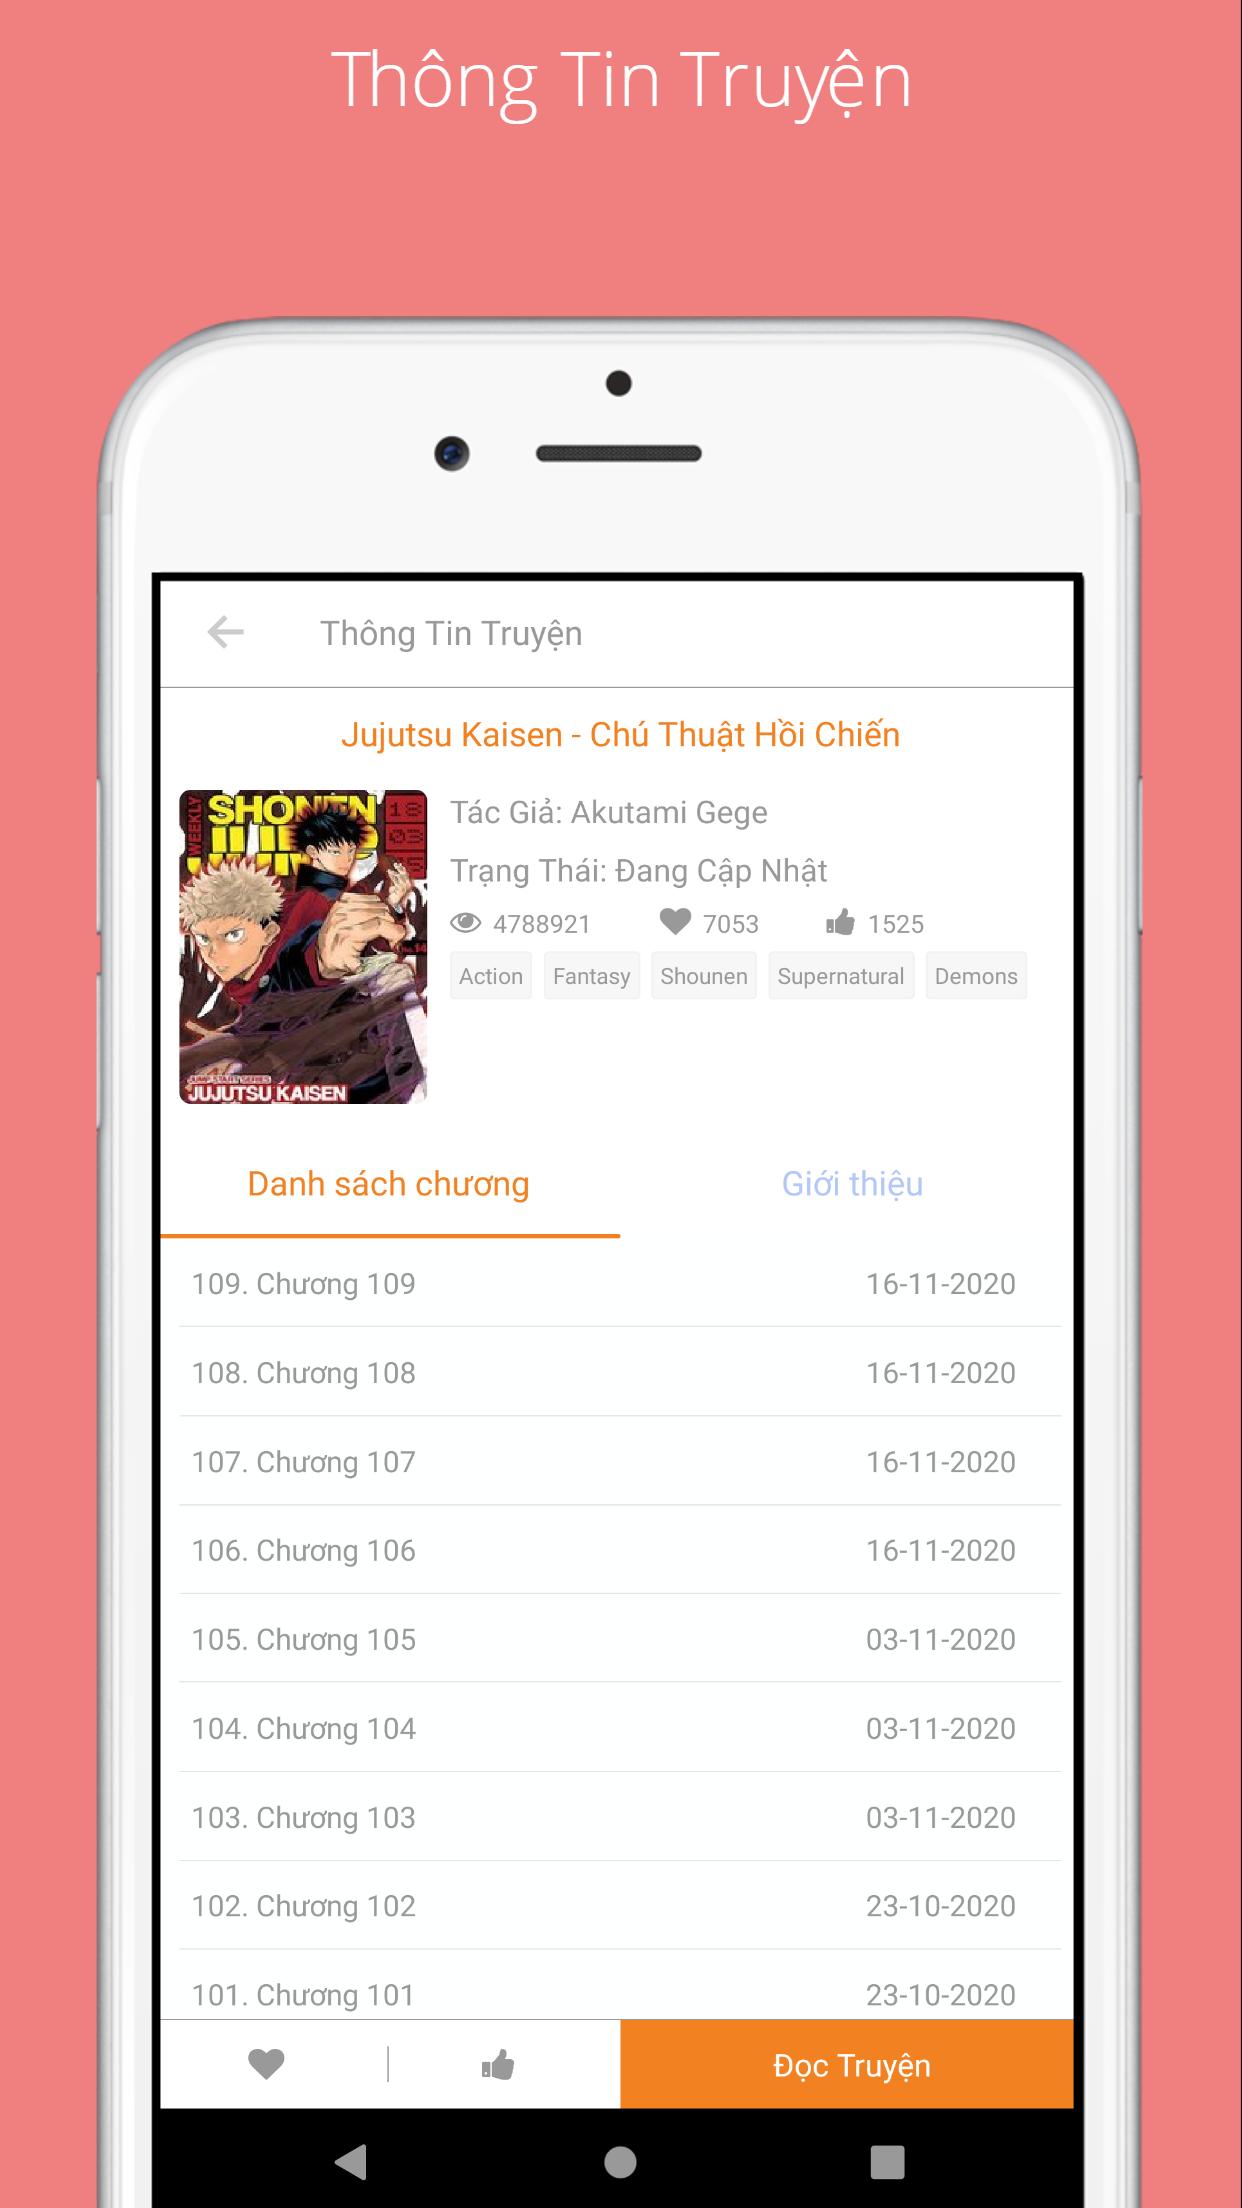 Thông Tin Truyện
Thông Tin Truyện
Jujutsu Kaisen - Chú Thuật Hồi Chiến
WEEKLY
SHONEN
JUMP
18
03
JUMP START SERIES
JUJUTSU KAISEN
Tác Giả: Akutami Gege
Trạng Thái: Đang Cập Nhật
4788921 7053 1525
Action Fantasy Shounen Supernatural Demons
Danh sách chương Giới thiệu
109. Chương 109 16-11-2020
108. Chương 108 16-11-2020
107. Chương 107 16-11-2020
106. Chương 106 16-11-2020
105. Chương 105 03-11-2020
104. Chương 104 03-11-2020
103. Chương 103 03-11-2020
102. Chương 102 23-10-2020
101. Chương 101 23-10-2020
Đọc Truyện